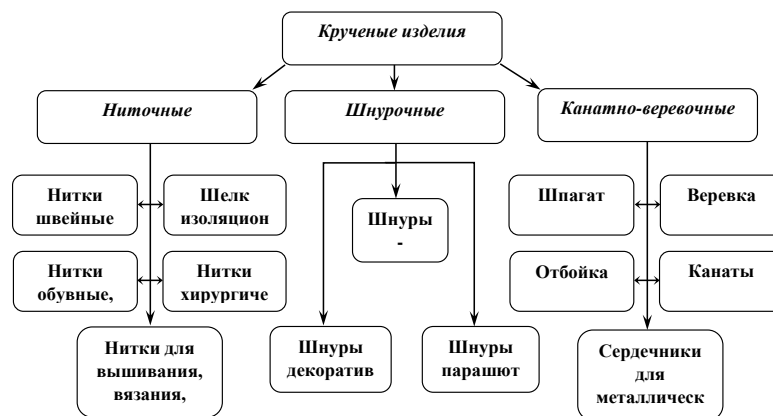 Крученые изделия
Ниточные
Шнурочные
Канатно-веревочные
Нитки
швейные
Шелк
изоляцион
Шнуры
-
Шпагат
Веревка
Нитки
обувные,
Нитки
хирургиче
Отбойка
Канаты
Нитки для
вышивания,
вязания,
Шнуры
декоратив
Шнуры
парашют
Сердечники
для
металлическ